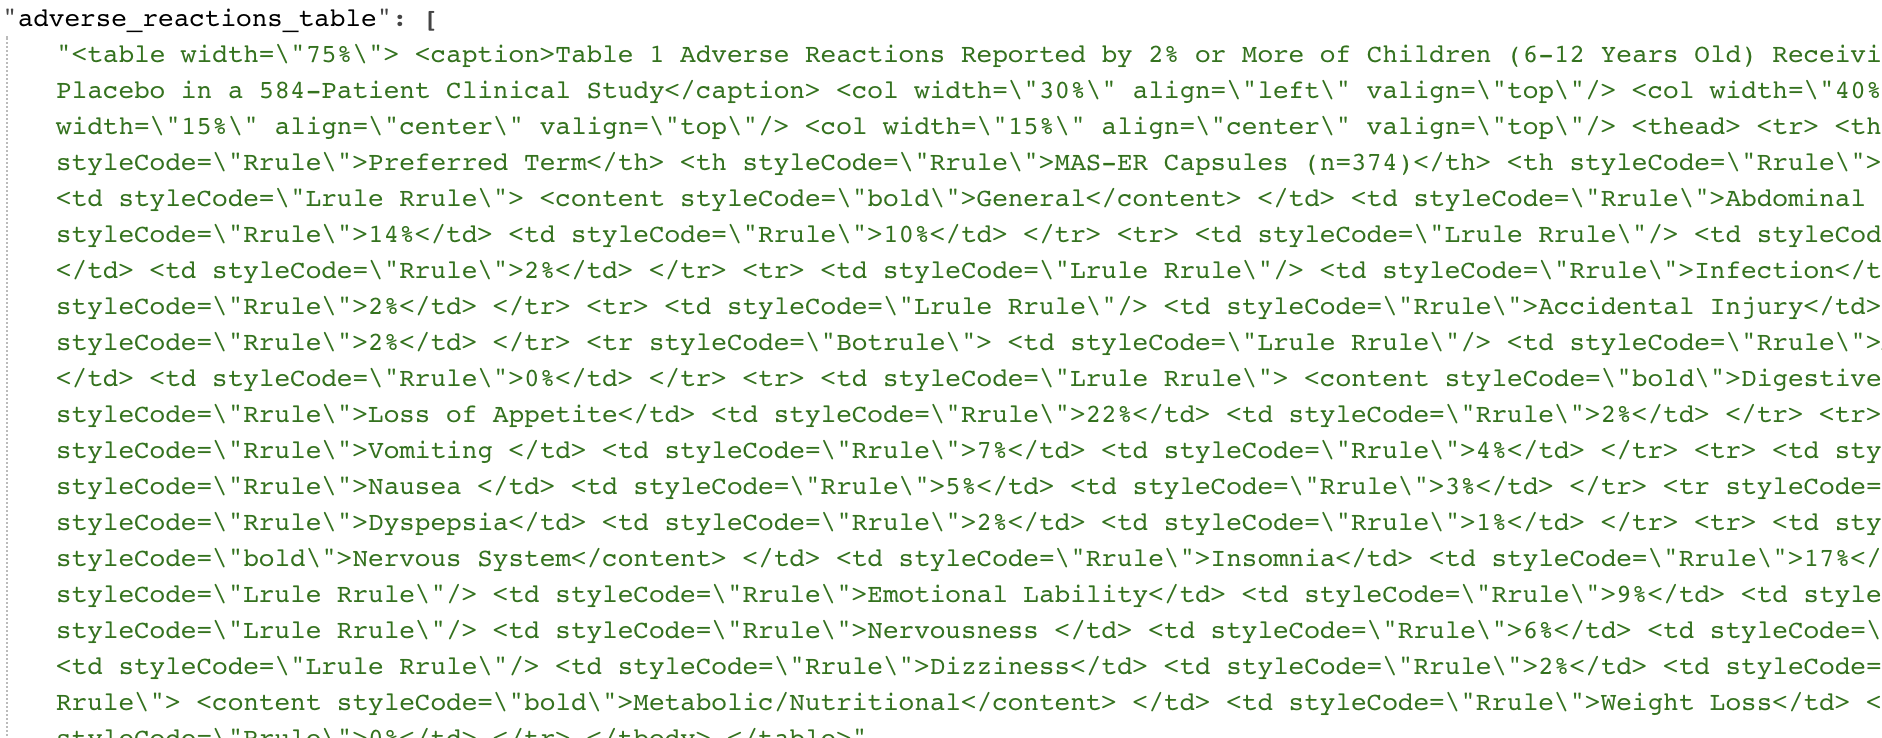 "adverse_reactions_table": [
"<table width=\"75%\"> <caption>Table 1 Adverse Reactions Reported by 2% or More of Children (6-12 Years Old) Receivi
Placebo in a 584-Patient Clinical Study</caption> <col width=\"30%\" align=\"left\" valign=\"top\"/> <col width=\"40%
width=\"15%\" align=\"center\" valign=\"top\"/> <col width=\"15%\" align=\"center\" valign=\"top\"/> <thead> <tr> <th
styleCode=\"Rrule\">Preferred Term</th> <th styleCode=\"Rrule\">MAS-ER Capsules (n=374)</th> <th styleCode=\"Rrule\">
<td styleCode=\"Lrule Rrule\"> <content styleCode=\"bold\">General</content> </td> <td styleCode=\"Rrule\">Abdominal
styleCode=\"Rrule\">14%</td> <td styleCode=\"Rrule\">10%</td> </tr> <tr> <td styleCode=\"Lrule Rrule\"/> <td styleCod
</td> <td styleCode=\"Rrule\">2%</td> </tr> <tr> <td styleCode=\"Lrule Rrule\"/> <td styleCode=\"Rrule\">Infection</t
styleCode=\"Rrule\">2%</td> </tr> <tr> <td styleCode=\"Lrule Rrule\"/> <td styleCode=\"Rrule\">Accidental Injury</td>
styleCode=\"Rrule\">2%</td> </tr> <tr styleCode=\"Botrule\"> <td styleCode=\"Lrule Rrule\"/> <td styleCode=\"Rrule\">
</td> <td styleCode=\"Rrule\">0%</td> </tr> <tr> <td styleCode=\"Lrule Rrule\"> <content styleCode=\"bold\">Digestive
styleCode=\"Rrule\">Loss of Appetite</td> <td styleCode=\"Rrule\">22%</td> <td styleCode=\"Rrule\">2%</td> </tr> <tr>
styleCode=\"Rrule\">Vomiting </td> <td styleCode=\"Rrule\">7%</td> <td styleCode=\"Rrule\">4%</td> </tr> <tr> <td sty
styleCode=\"Rrule\">Nausea </td> <td styleCode=\"Rrule\">5%</td> <td styleCode=\"Rrule\">3%</td> </tr> <tr styleCode=
styleCode=\"Rrule\">Dyspepsia</td> <td styleCode=\"Rrule\">2%</td> <td styleCode=\"Rrule\">1%</td> </tr> <tr> <td sty
styleCode=\"bold\">Nervous System</content> </td> <td styleCode=\"Rrule\">Insomnia</td> <td styleCode=\"Rrule\">17%</
styleCode=\"Lrule Rrule\"/> <td styleCode=\"Rrule\">Emotional Lability</td> <td styleCode=\"Rrule\">9%</td> <td style
styleCode=\"Lrule Rrule\"/> <td styleCode=\"Rrule\">Nervousness </td> <td styleCode=\"Rrule\">6%</td> <td styleCode=\
<td styleCode=\"Lrule Rrule\"/> <td styleCode=\"Rrule\">Dizziness</td> <td styleCode=\"Rrule\">2%</td> <td styleCode=
Rrule\"> <content styleCode=\"bold\">Metabolic/Nutritional</content> </td> <td styleCode=\"Rrule\">Weight Loss</td> <
styleCode=\"Rrule\">0%</td> </tr> </tbody> </table>"